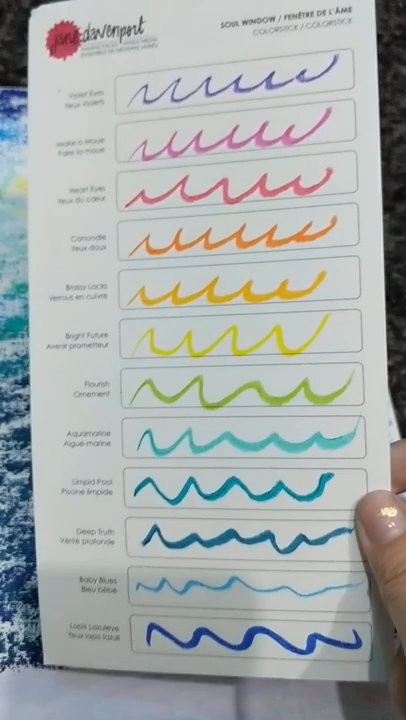 jane davenport
SOUL WINDOW / FENÊTRE DE L'ÂME
COLORSTICK / COLORSTICK
Violet Eyes
Yeux Violets
Make a Moue
Faire la moue
Heart Eyes
Yeux du cœur
Canoodle
Yeux doux
Brassy Locks
Verrous en cuivre
Bright Future
Avenir prometteur
Flourish
Ornement
Aquamarine
Aigue-marine
Limpid Pool
Piscine limpide
Deep Truth
Vérité profonde
Baby Blues
Bleu bébé
Lapis Lazuleye
Yeux lapis lazuli